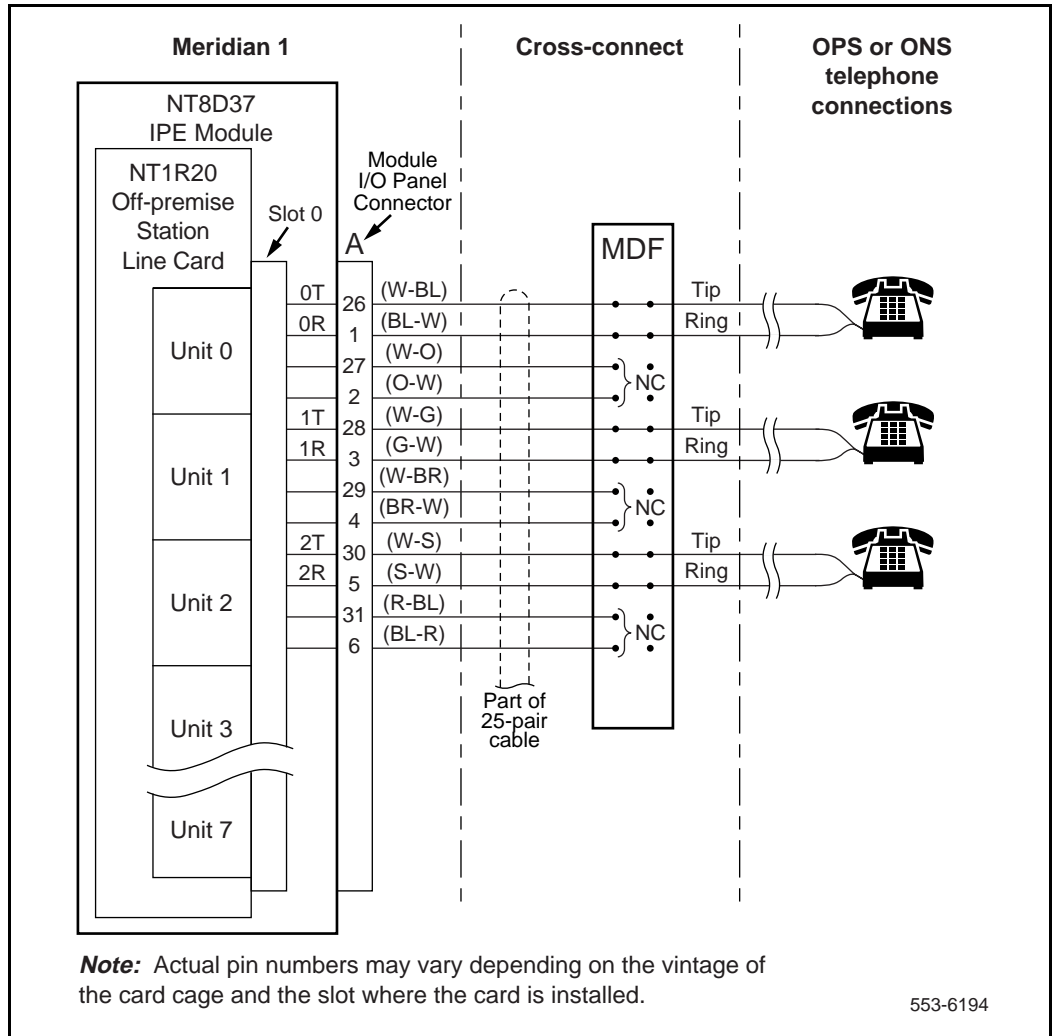 Meridian 1
Cross-connect
OPS or ONS
telephone
connections
NT8D37
IPE Module
NT1R20
Off-premise
Station
Line Card
Slot 0
Module
I/O Panel
Connector
A
MDF
Unit 0
Unit 1
Unit 2
Unit 3
Unit 7
0T 26 (W-BL) Tip
0R 1 (BL-W) Ring
27 (W-O)
2 (O-W)
NC
1T 28 (W-G) Tip
1R 3 (G-W) Ring
29 (W-BR)
4 (BR-W)
NC
2T 30 (W-S) Tip
2R 5 (S-W) Ring
31 (R-BL)
6 (BL-R)
NC
Part of
25-pair
cable
Note: Actual pin numbers may vary depending on the vintage of
the card cage and the slot where the card is installed.
553-6194